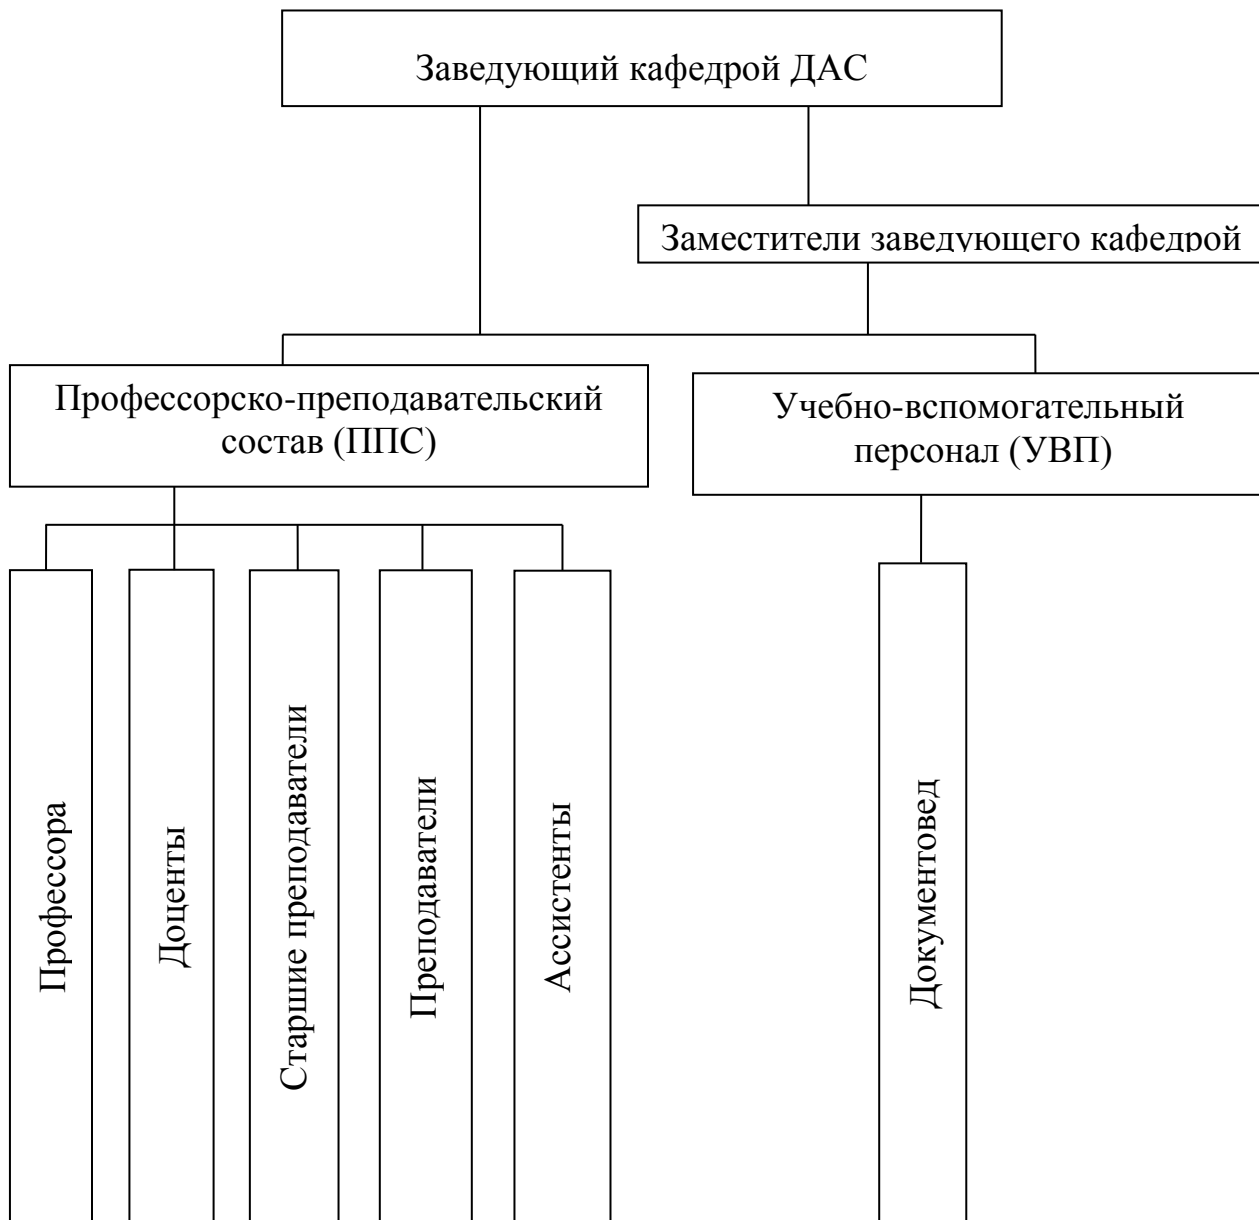 Заведующий кафедрой ДАС
Заместители заведующего кафедрой
Профессорско-преподавательский
состав (ППС)
Учебно-вспомогательный
персонал (УВП)
Профессора
Доценты
Старшие преподаватели
Преподаватели
Ассистенты
Документовед